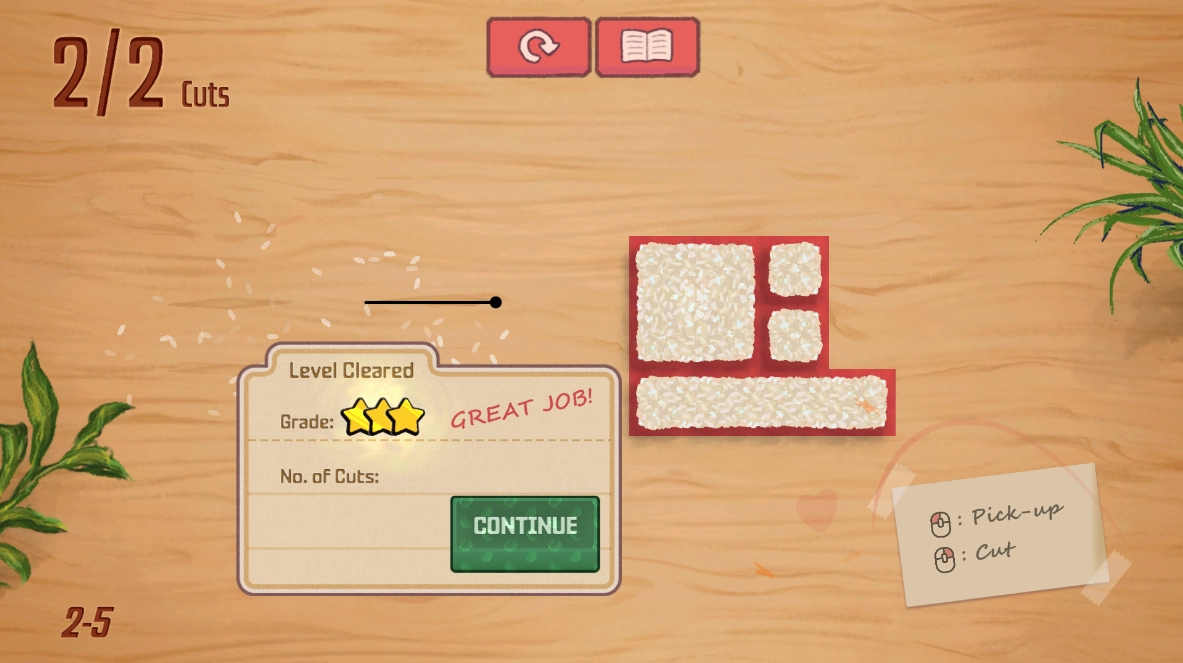 2/2 Cuts
Level Cleared
Grade:
GREAT JOB!
No. of Cuts:
CONTINUE
: Pick-up
: Cut
2-5